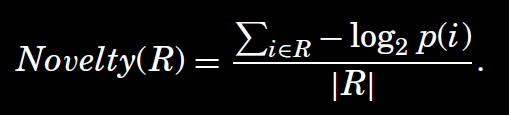 Novelty(R) = \frac{\sum_{i \in R} -\log_2 p(i)}{|R|}.